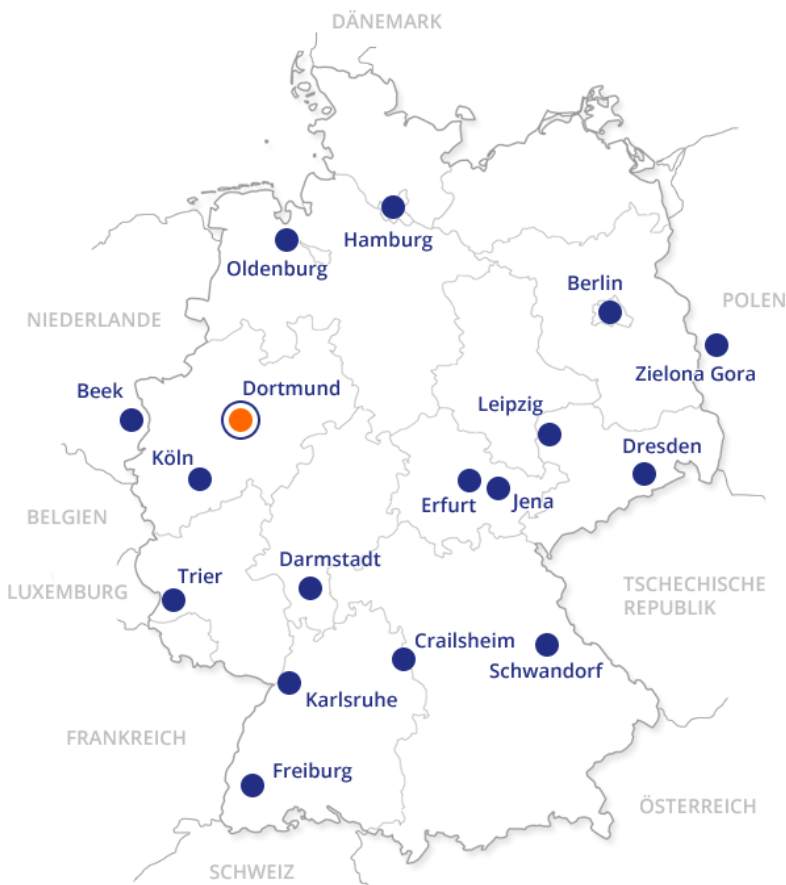 DÄNEMARK
Hamburg
Oldenburg
Berlin
POLEN
NIEDERLANDE
Zielona Gora
Beek
Dortmund
Leipzig
Dresden
Köln
Erfurt
Jena
BELGIEN
Darmstadt
Trier
LUXEMBURG
TSCHECHISCHE
REPUBLIK
Crailsheim
Schwandorf
Karlsruhe
FRANKREICH
Freiburg
ÖSTERREICH
SCHWEIZ